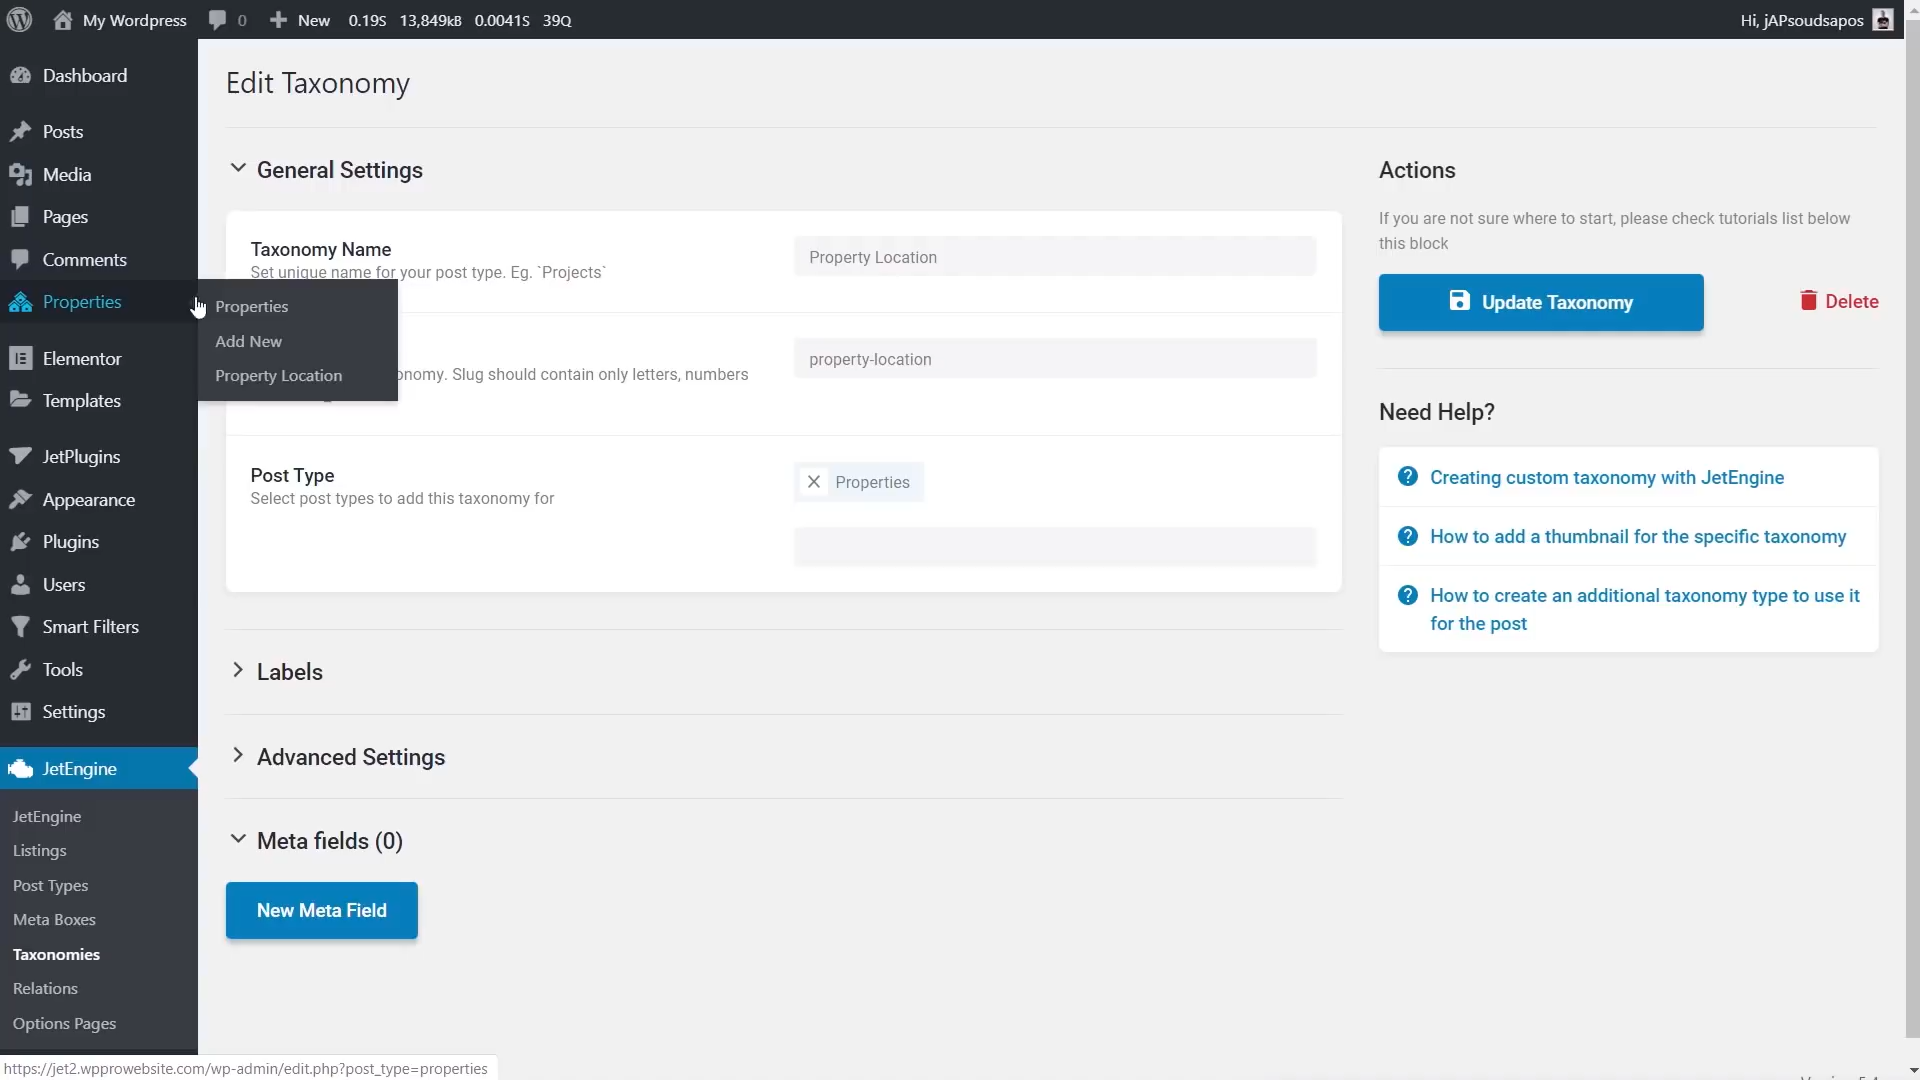 My Wordpress
0
New
0.19S 13,849KB 0.0041S 39Q
Hi, jAPsoudsapos
Dashboard
Posts
Media
Pages
Comments
Properties
Elementor
Templates
JetPlugins
Appearance
Plugins
Users
Smart Filters
Tools
Settings
JetEngine
JetEngine
Listings
Post Types
Meta Boxes
Taxonomies
Relations
Options Pages
Properties
Add New
Property Location
Edit Taxonomy
General Settings
Taxonomy Name
Set unique name for your post type. Eg. `Projects`
Property Location
onomy. Slug should contain only letters, numbers
property-location
Post Type
Select post types to add this taxonomy for
Properties
Labels
Advanced Settings
Meta fields (0)
New Meta Field
Actions
If you are not sure where to start, please check tutorials list below
this block
Update Taxonomy
Delete
Need Help?
Creating custom taxonomy with JetEngine
How to add a thumbnail for the specific taxonomy
How to create an additional taxonomy type to use it
for the post
https://jet2.wpprowebsite.com/wp-admin/edit.php?post_type=properties